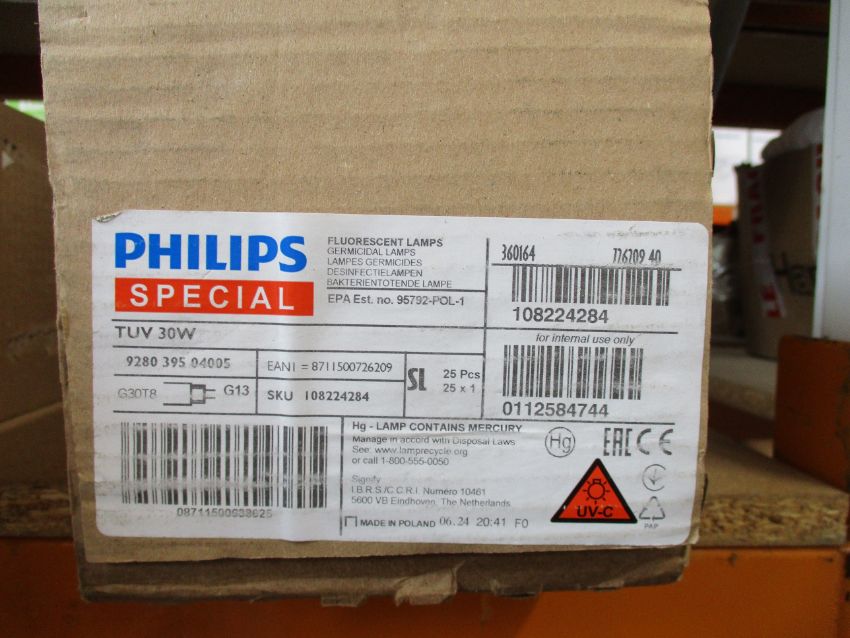 PHILIPS
SPECIAL
FLUORESCENT LAMPS
GERMICIDAL LAMPS
LAMPES GERMICIDES
DESINFECTIELAMPEN
BAKTERIENTOTENDE LAMPE
EPA Est. no. 95792-POL-1
360164 726209 40
108224284
for internal use only
0112584744
TUV 30W
9280 395 04005
EAN1 = 8711500726209
G30T8 G13
SKU 108224284
SL
25 Pcs
25 x 1
Hg - LAMP CONTAINS MERCURY
Manage in accord with Disposal Laws
See: www.lamprecycle.org
or call 1-800-555-0050
Signify
I.B.R.S/C.C.R.I. Numéro 10461
5600 VB Eindhoven, The Netherlands
MADE IN POLAND 06.24 20:41 F0
Hg
EAC CE
UV-C
PAP